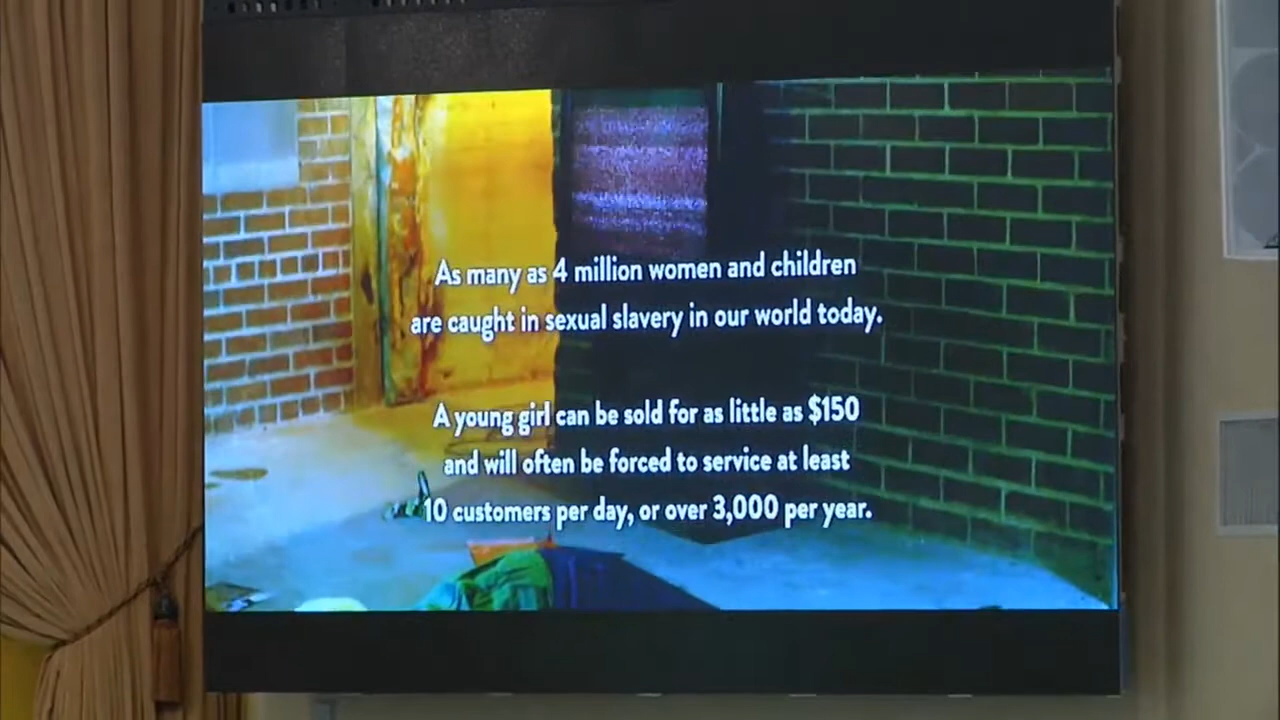 As many as 4 million women and children
are caught in sexual slavery in our world today.
A young girl can be sold for as little as $150
and will often be forced to service at least
10 customers per day, or over 3,000 per year.